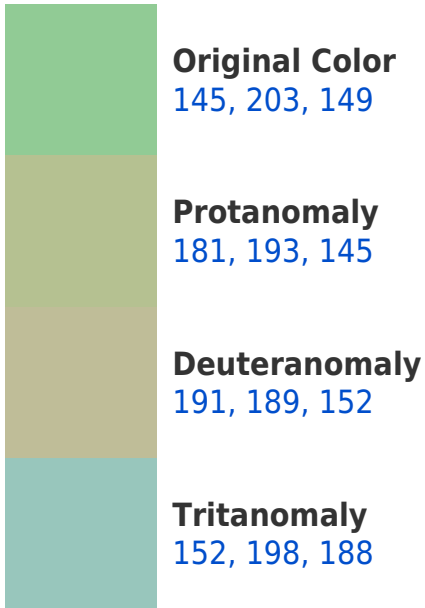 Original Color
145, 203, 149
Protanomaly
181, 193, 145
Deuteranomaly
191, 189, 152
Tritanomaly
152, 198, 188